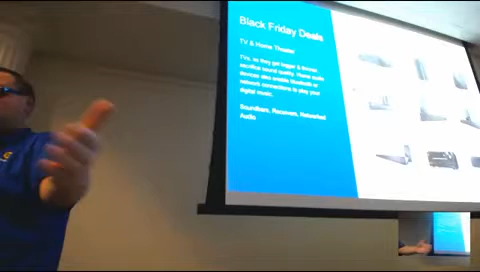 Black Friday Deals
TV & Home Theater
TVs, as they get bigger & thinner
sacrifice sound quality. Home audio
devices also enable Bluetooth or
network connections to play your
digital music.
Soundbars, Receivers, Networked
Audio